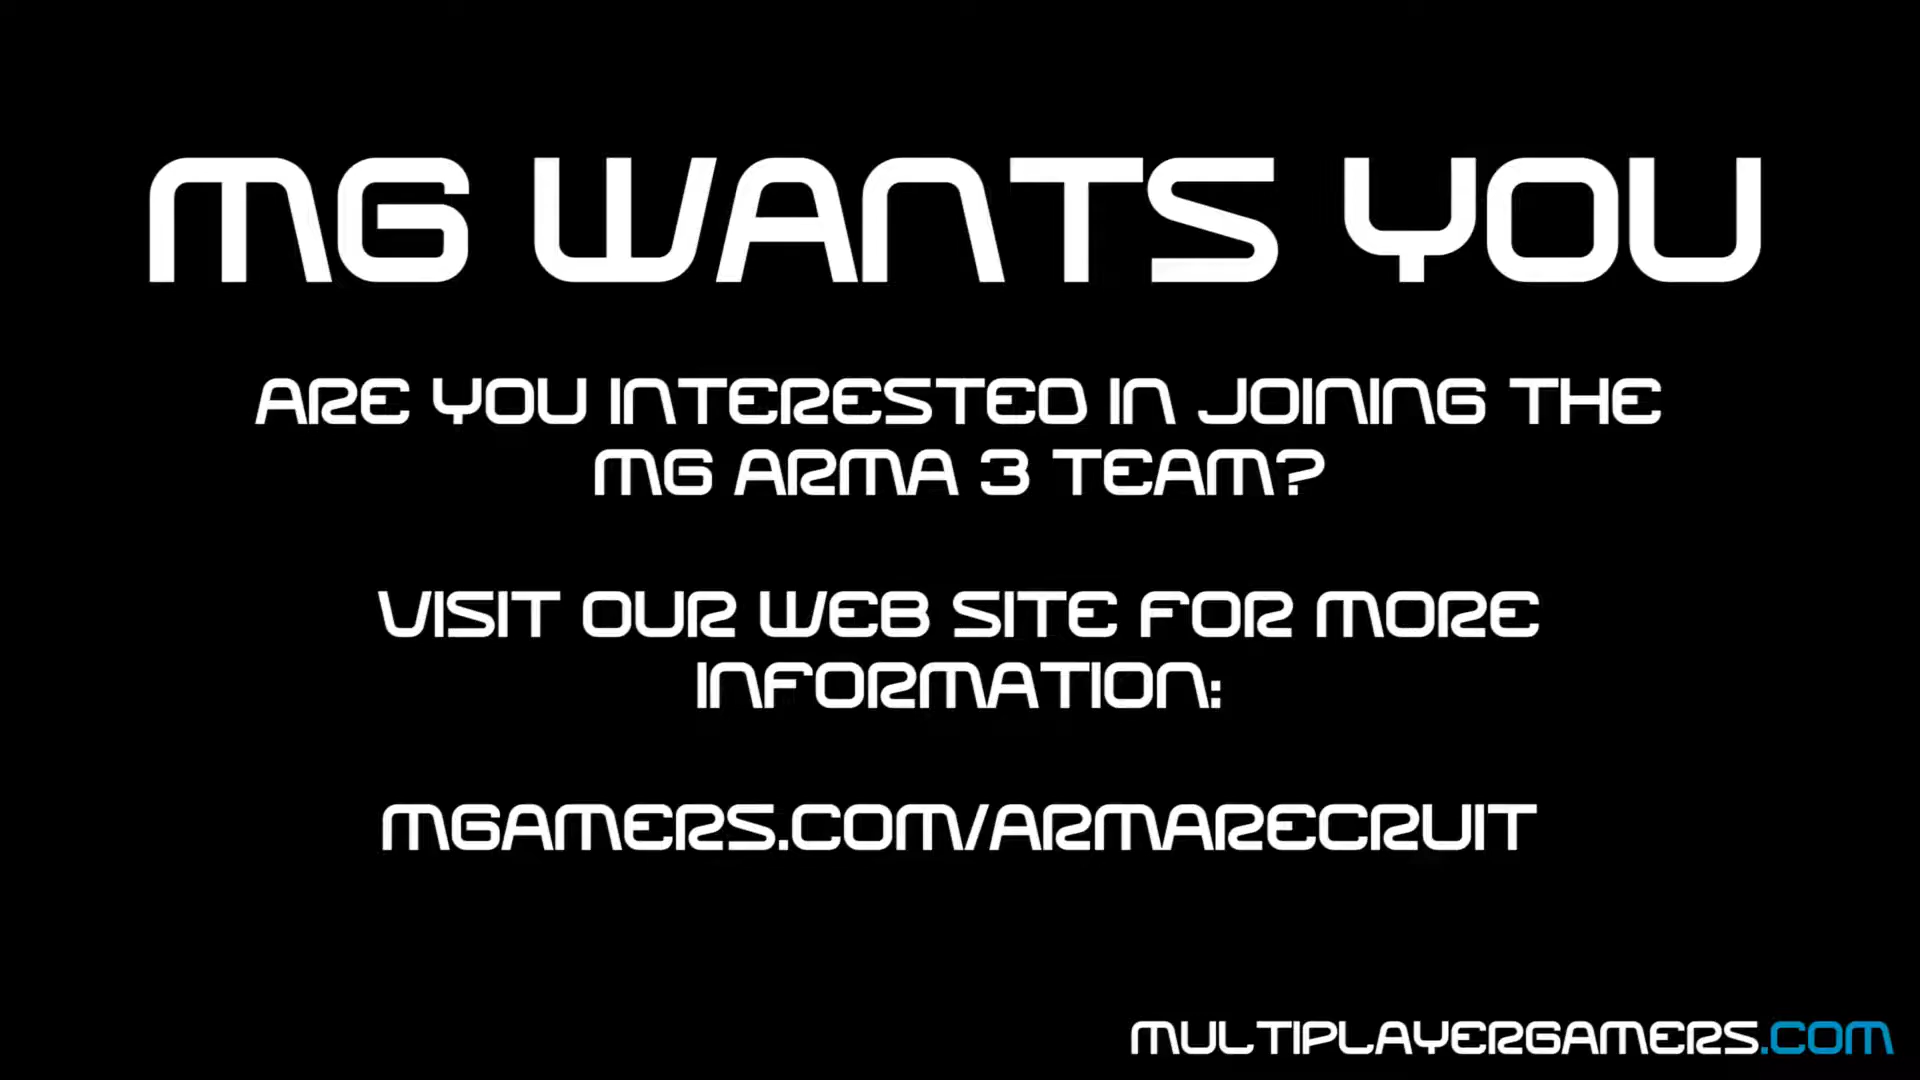 MG WANTS YOU
ARE YOU INTERESTED IN JOINING THE
MG ARMA 3 TEAM?
VISIT OUR WEB SITE FOR MORE
INFORMATION:
MGAMERS.COM/ARMARECRUIT
MULTIPLAYERGAMERS.COM